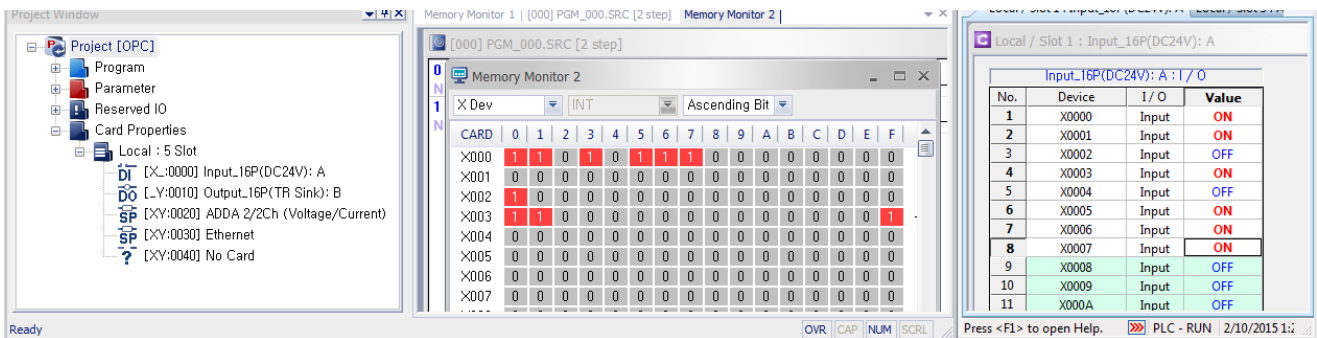 Project Window
Project [OPC]
Program
Parameter
Reserved IO
Card Properties
Local : 5 Slot
DI [X_:0000] Input_16P(DC24V): A
DO [_Y:0010] Output_16P(TR Sink): B
SP [XY:0020] ADDA 2/2Ch (Voltage/Current)
SP [XY:0030] Ethernet
? [XY:0040] No Card
Ready
Memory Monitor 1 | [000] PGM_000.SRC [2 step] Memory Monitor 2
[000] PGM_000.SRC [2 step]
0
N
1
N
Memory Monitor 2
X Dev INT Ascending Bit
CARD 0 1 2 3 4 5 6 7 8 9 A B C D E F
X000 1 1 0 1 0 1 1 1 0 0 0 0 0 0 0 0
X001 0 0 0 0 0 0 0 0 0 0 0 0 0 0 0 0
X002 1 0 0 0 0 0 0 0 0 0 0 0 0 0 0 0
X003 1 1 0 0 0 0 0 0 0 0 0 0 0 0 0 1
X004 0 0 0 0 0 0 0 0 0 0 0 0 0 0 0 0
X005 0 0 0 0 0 0 0 0 0 0 0 0 0 0 0 0
X006 0 0 0 0 0 0 0 0 0 0 0 0 0 0 0 0
X007 0 0 0 0 0 0 0 0 0 0 0 0 0 0 0 0
OVR CAP NUM SCRL
Local / Slot 1 : Input_16P(DC24V): A
Input_16P(DC24V): A : I / O
No. Device I / O Value
1 X0000 Input ON
2 X0001 Input ON
3 X0002 Input OFF
4 X0003 Input ON
5 X0004 Input OFF
6 X0005 Input ON
7 X0006 Input ON
8 X0007 Input ON
9 X0008 Input OFF
10 X0009 Input OFF
11 X000A Input OFF
Press <F1> to open Help. PLC - RUN 2/10/2015 1:2